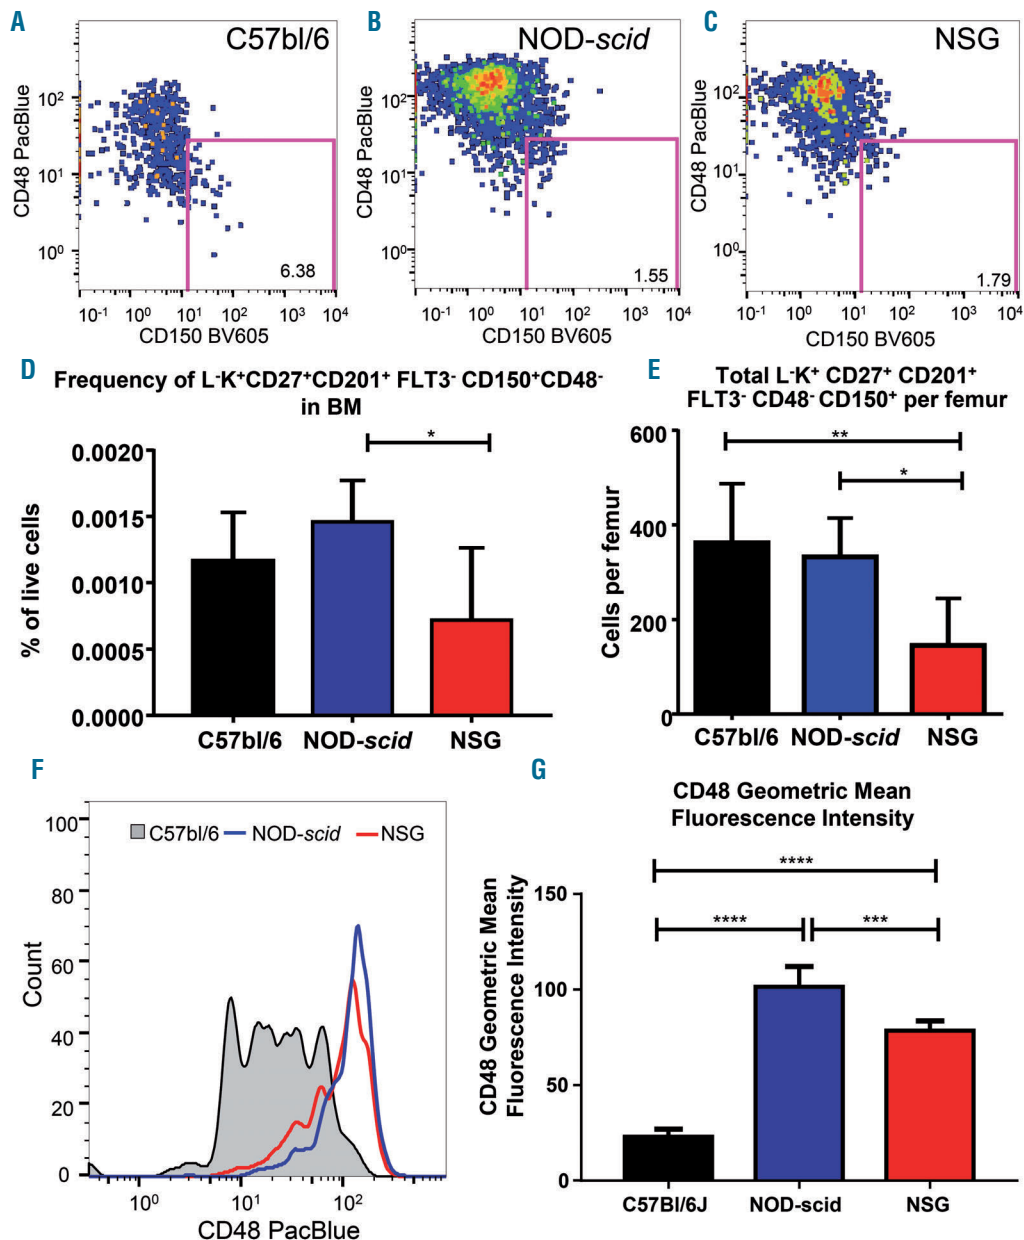 A
C57bl/6
CD48 PacBlue
10²
10¹
10⁰
6.38
10⁻¹ 10⁰ 10¹ 10² 10³ 10⁴
CD150 BV605
B
NOD-scid
CD48 PacBlue
10²
10¹
10⁰
1.55
10⁻¹ 10⁰ 10¹ 10² 10³ 10⁴
CD150 BV605
C
NSG
CD48 PacBlue
10²
10¹
10⁰
1.79
10⁻¹ 10⁰ 10¹ 10² 10³ 10⁴
CD150 BV605
D
Frequency of L⁻K⁺CD27⁺CD201⁺ FLT3⁻ CD150⁺CD48⁻
in BM
% of live cells
0.0020
0.0015
0.0010
0.0005
0.0000
*
C57bl/6 NOD-scid NSG
E
Total L⁻K⁺ CD27⁺ CD201⁺
FLT3⁻ CD48⁻ CD150⁺ per femur
Cells per femur
600
400
200
0
**
*
C57bl/6 NOD-scid NSG
F
C57bl/6 NOD-scid NSG
Count
100
80
60
40
20
0
10⁰ 10¹ 10²
CD48 PacBlue
G
CD48 Geometric Mean
Fluorescence Intensity
CD48 Geometric Mean
Fluorescence Intensity
150
100
50
0
****
**** ***
C57Bl/6J NOD-scid NSG